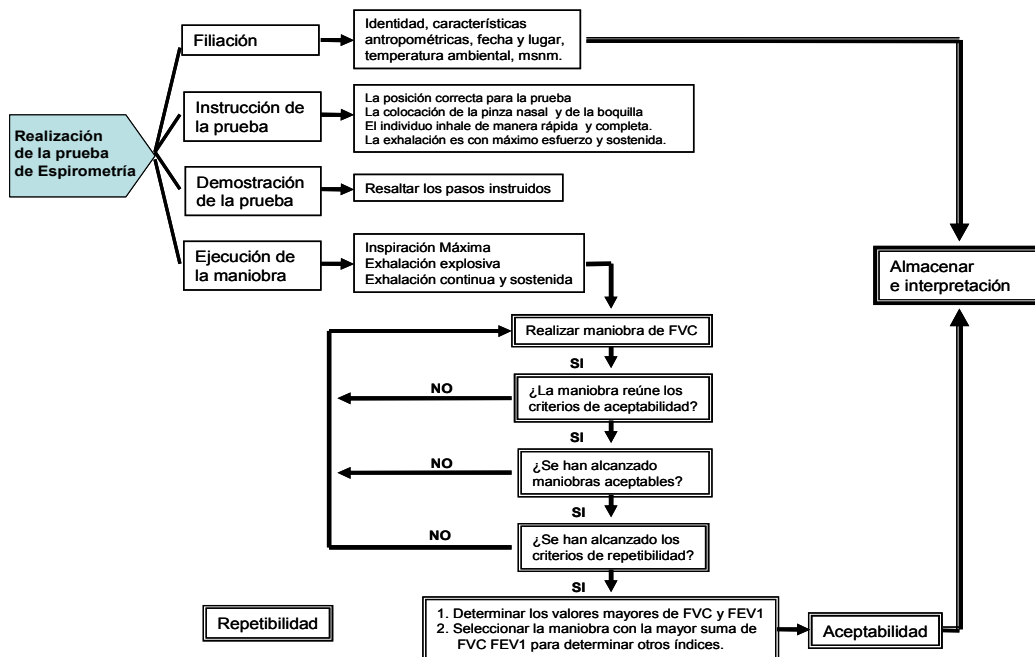 Realización
de la prueba
de Espirometría
Filiación
Identidad, características
antropométricas, fecha y lugar,
temperatura ambiental, msnm.
Instrucción de
la prueba
La posición correcta para la prueba
La colocación de la pinza nasal y de la boquilla
El individuo inhale de manera rápida y completa.
La exhalación es con máximo esfuerzo y sostenida.
Demostración
de la prueba
Resaltar los pasos instruidos
Ejecución de
la maniobra
Inspiración Máxima
Exhalación explosiva
Exhalación continua y sostenida
Almacenar
e interpretación
Realizar maniobra de FVC
SI
NO
¿La maniobra reúne los
criterios de aceptabilidad?
SI
NO
¿Se han alcanzado
maniobras aceptables?
SI
NO
¿Se han alcanzado los
criterios de repetibilidad?
SI
Repetibilidad
1. Determinar los valores mayores de FVC y FEV1
2. Seleccionar la maniobra con la mayor suma de
FVC FEV1 para determinar otros índices.
Aceptabilidad